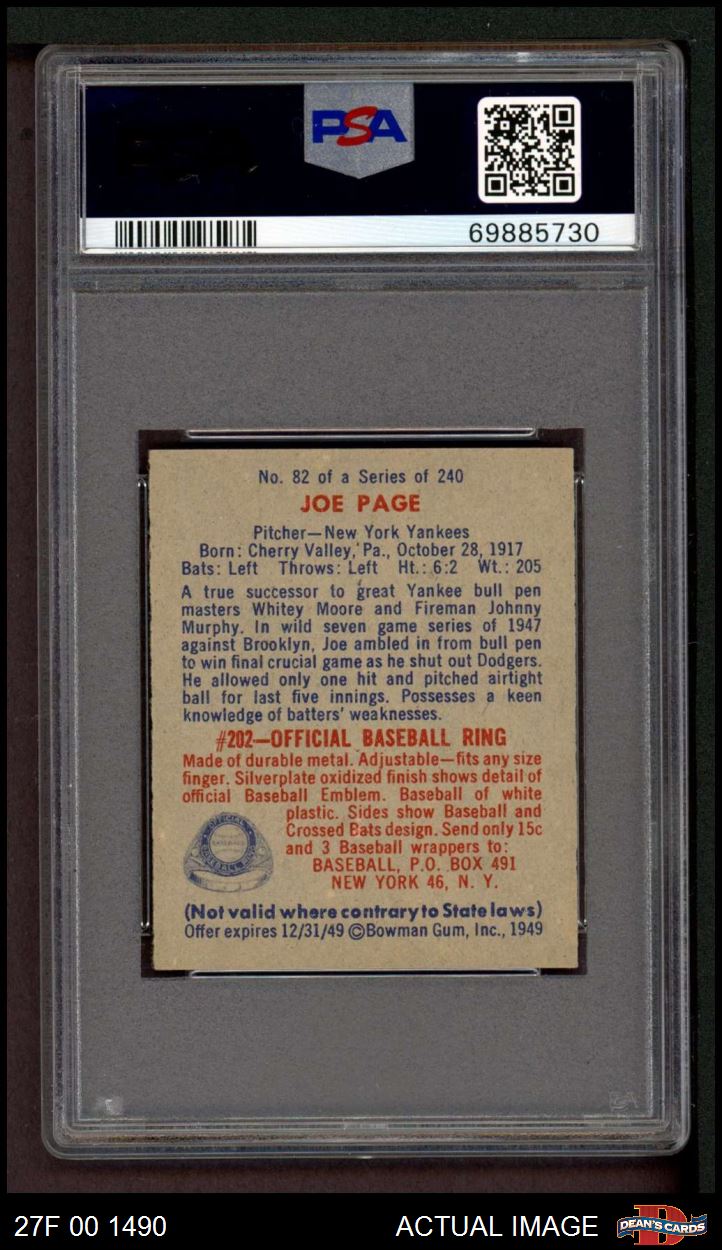 PSA
69885730
No. 82 of a Series of 240
JOE PAGE
Pitcher—New York Yankees
Born: Cherry Valley, Pa., October 28, 1917
Bats: Left Throws: Left Ht.: 6:2 Wt.: 205
A true successor to great Yankee bull pen
masters Whitey Moore and Fireman Johnny
Murphy. In wild seven game series of 1947
against Brooklyn, Joe ambled in from bull pen
to win final crucial game as he shut out Dodgers.
He allowed only one hit and pitched airtight
ball for last five innings. Possesses a keen
knowledge of batters' weaknesses.
#202—OFFICIAL BASEBALL RING
Made of durable metal. Adjustable—fits any size
finger. Silverplate oxidized finish shows detail of
official Baseball Emblem. Baseball of white
plastic. Sides show Baseball and
Crossed Bats design. Send only 15c
and 3 Baseball wrappers to:
BASEBALL, P.O. BOX 491
NEW YORK 46, N. Y.
OFFICIAL
BASEBALL RING
(Not valid where contrary to State laws)
Offer expires 12/31/49 ©Bowman Gum, Inc., 1949
PSA
27F 00 1490
ACTUAL IMAGE
D
DEAN'S CARDS